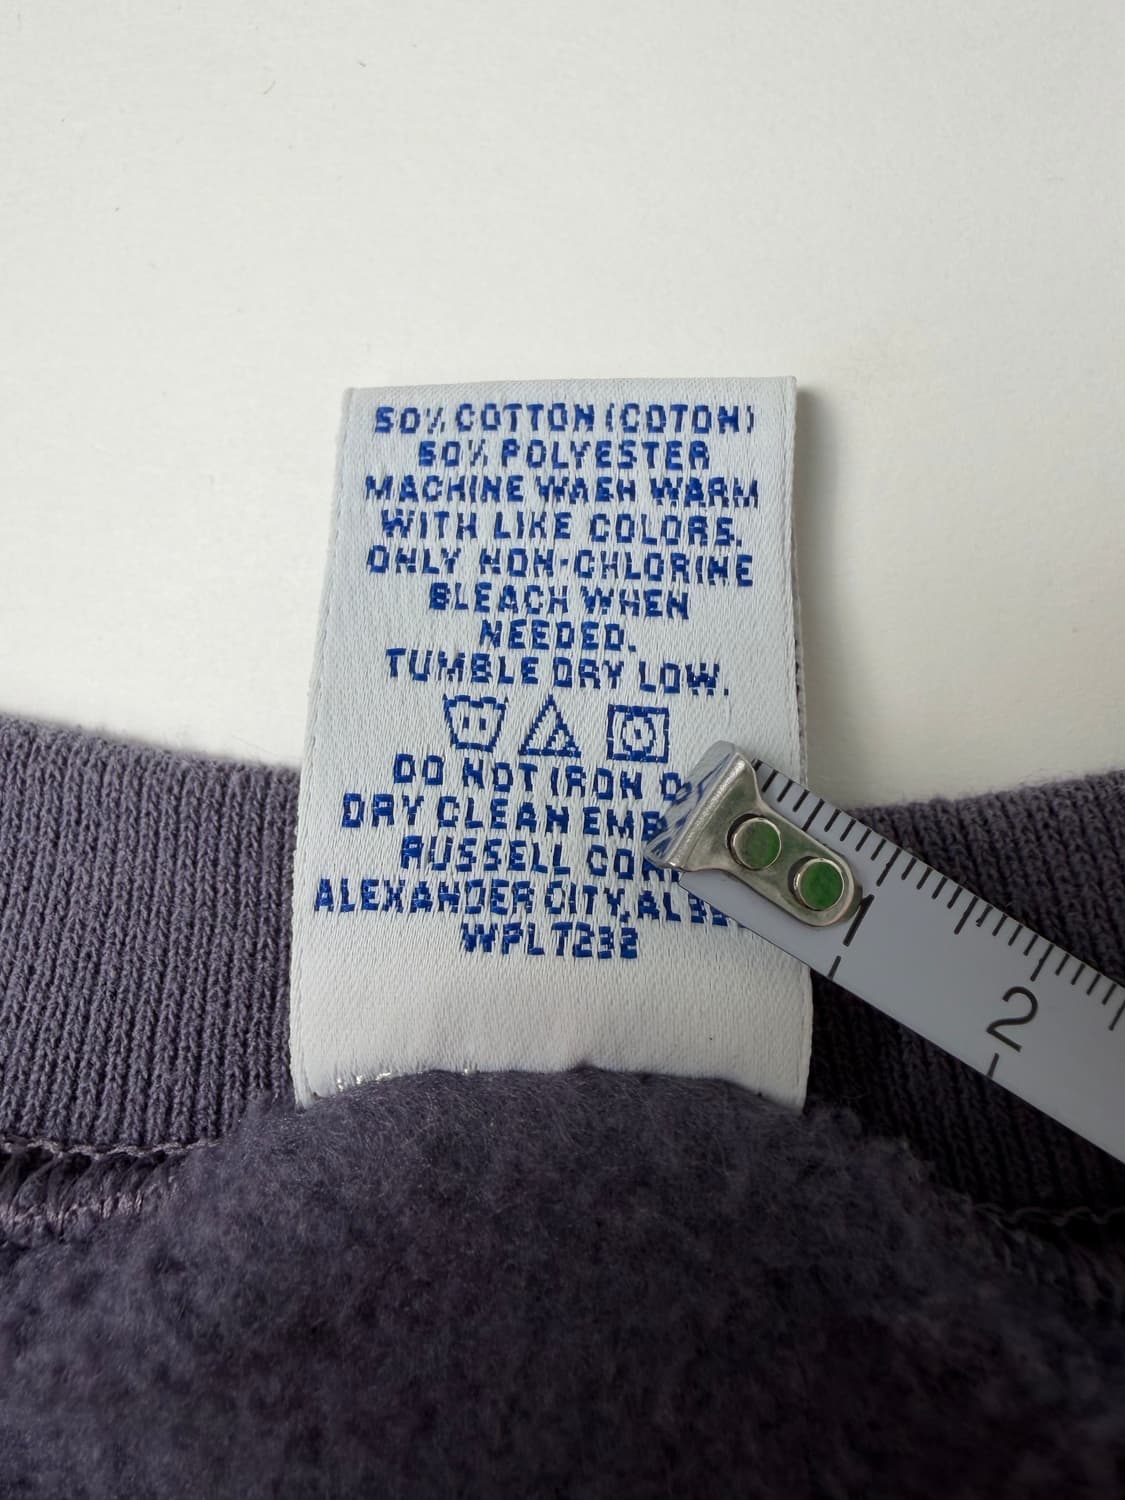 50% COTTON (COTON)
50% POLYESTER
MACHINE WASH WARM
WITH LIKE COLORS.
ONLY NON-CHLORINE
BLEACH WHEN
NEEDED.
TUMBLE DRY LOW.
DO NOT IRON
DRY CLEAN
RUSSELL
ALEXANDER CITY, AL
WPL 7232
1
2